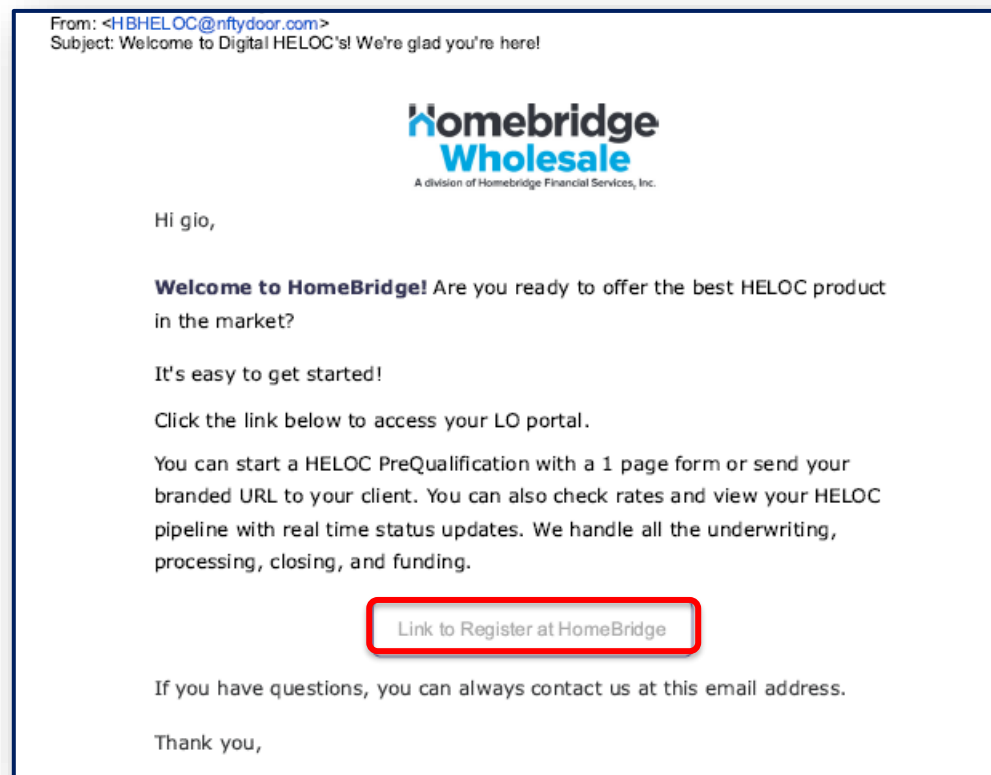 From: <HBHELOC@nftydoor.com>
Subject: Welcome to Digital HELOC's! We're glad you're here!
Homebridge
Wholesale
A division of Homebridge Financial Services, Inc.
Hi gio,
Welcome to HomeBridge! Are you ready to offer the best HELOC product
in the market?
It's easy to get started!
Click the link below to access your LO portal.
You can start a HELOC PreQualification with a 1 page form or send your
branded URL to your client. You can also check rates and view your HELOC
pipeline with real time status updates. We handle all the underwriting,
processing, closing, and funding.
Link to Register at HomeBridge
If you have questions, you can always contact us at this email address.
Thank you,